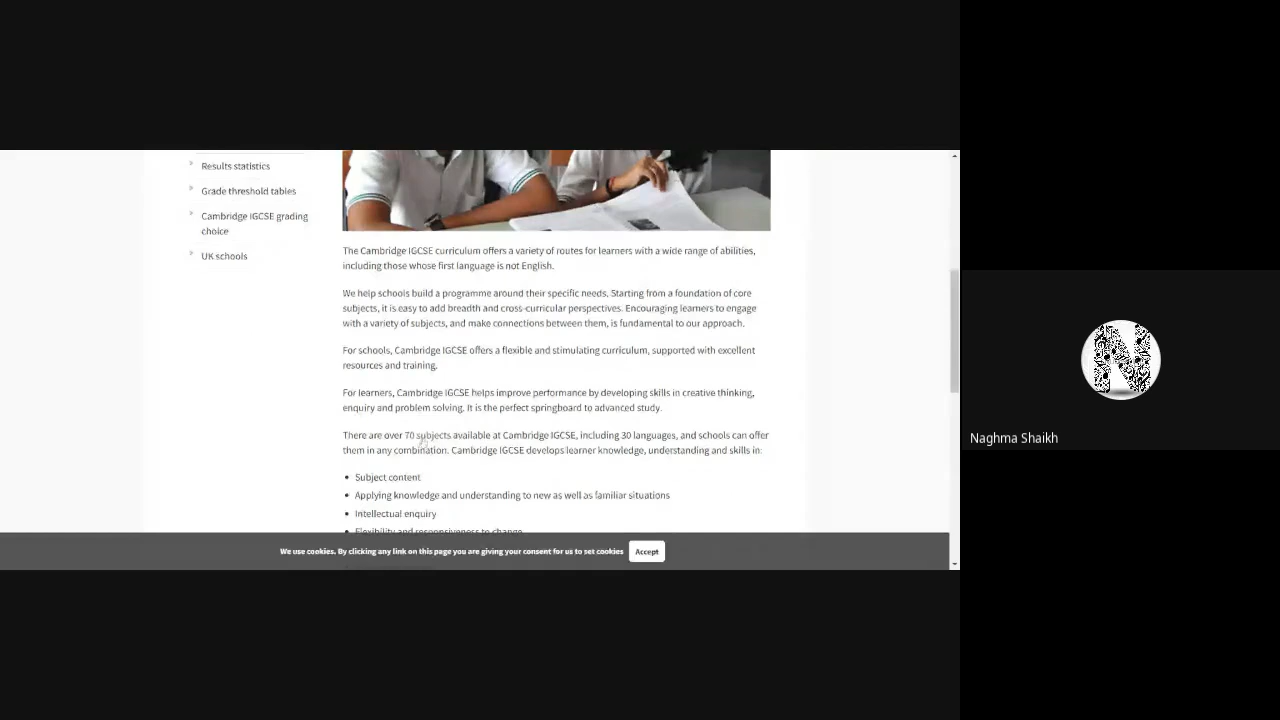 Results statistics
Grade threshold tables
Cambridge IGCSE grading
choice
UK schools
The Cambridge IGCSE curriculum offers a variety of routes for learners with a wide range of abilities,
including those whose first language is not English.
We help schools build a programme around their specific needs. Starting from a foundation of core
subjects, it is easy to add breadth and cross-curricular perspectives. Encouraging learners to engage
with a variety of subjects, and make connections between them, is fundamental to our approach.
For schools, Cambridge IGCSE offers a flexible and stimulating curriculum, supported with excellent
resources and training.
For learners, Cambridge IGCSE helps improve performance by developing skills in creative thinking,
enquiry and problem solving. It is the perfect springboard to advanced study.
There are over 70 subjects available at Cambridge IGCSE, including 30 languages, and schools can offer
them in any combination. Cambridge IGCSE develops learner knowledge, understanding and skills in:
• Subject content
• Applying knowledge and understanding to new as well as familiar situations
• Intellectual enquiry
• Flexibility and responsiveness to change
We use cookies. By clicking any link on this page you are giving your consent for us to set cookies Accept
N
Naghma Shaikh